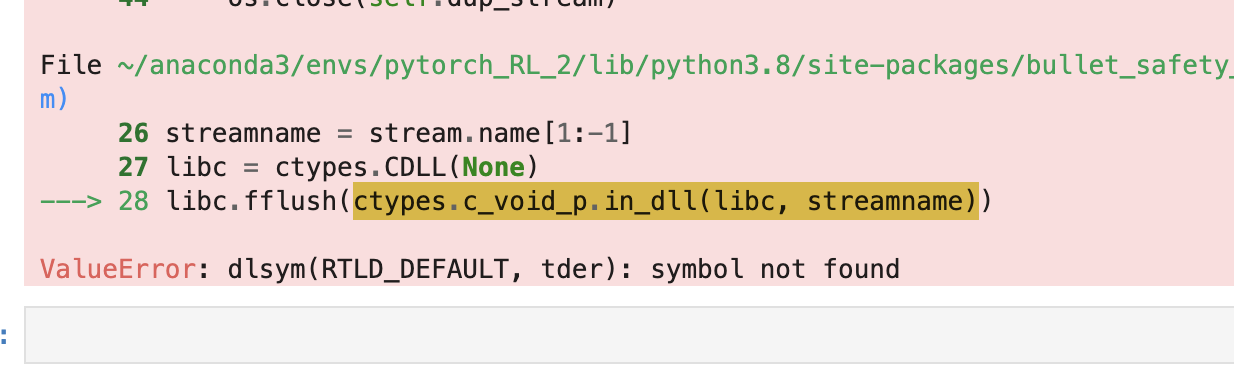 44 os.close(self.dup_stream)
File ~/anaconda3/envs/pytorch_RL_2/lib/python3.8/site-packages/bullet_safety_
m)
26 streamname = stream.name[1:-1]
27 libc = ctypes.CDLL(None)
---> 28 libc.fflush(ctypes.c_void_p.in_dll(libc, streamname))
ValueError: dlsym(RTLD_DEFAULT, tder): symbol not found
: